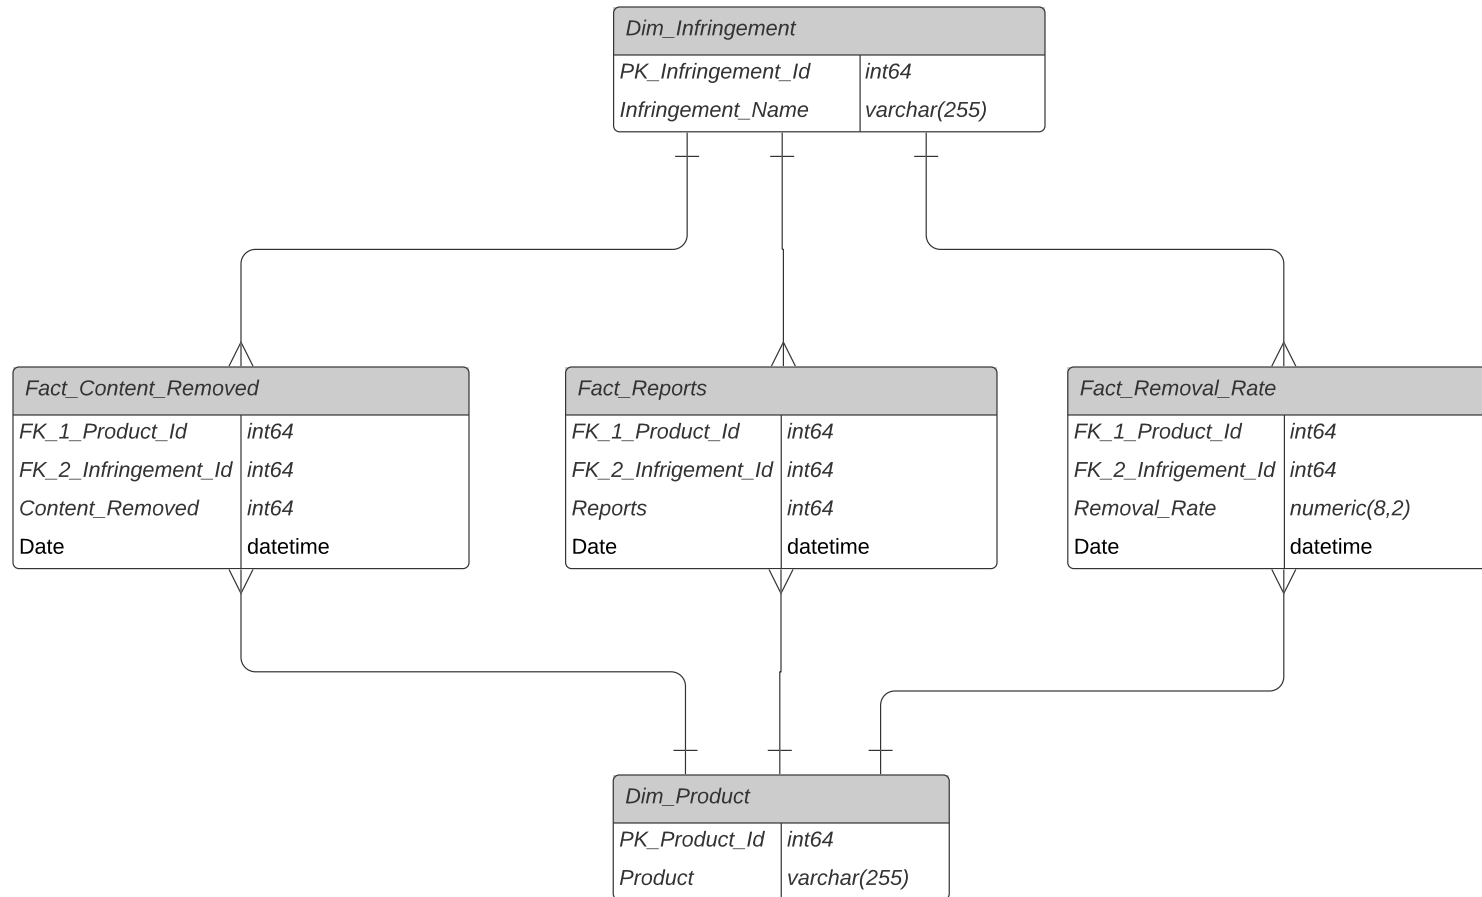 Dim_Infringement
PK_Infringement_Id int64
Infringement_Name varchar(255)
Fact_Content_Removed
FK_1_Product_Id int64
FK_2_Infringement_Id int64
Content_Removed int64
Date datetime
Fact_Reports
FK_1_Product_Id int64
FK_2_Infrigement_Id int64
Reports int64
Date datetime
Fact_Removal_Rate
FK_1_Product_Id int64
FK_2_Infrigement_Id int64
Removal_Rate numeric(8,2)
Date datetime
Dim_Product
PK_Product_Id int64
Product varchar(255)